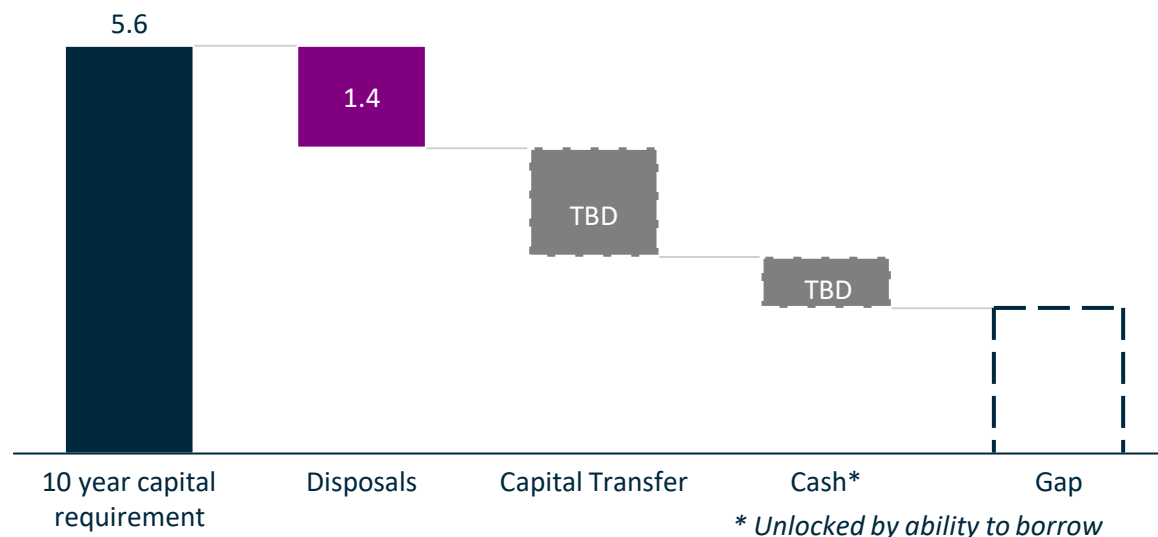 5.6
1.4
TBD
TBD
10 year capital
requirement
Disposals
Capital Transfer
Cash*
Gap
* Unlocked by ability to borrow